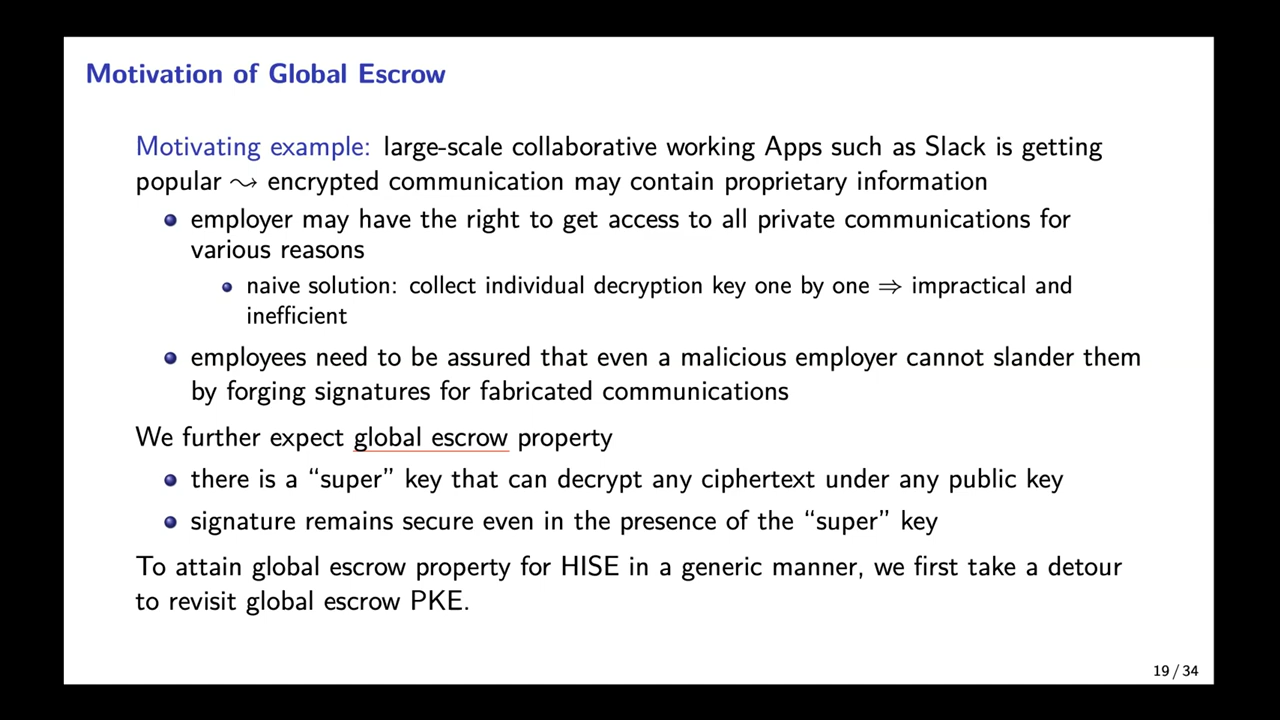 Motivation of Global Escrow
Motivating example: large-scale collaborative working Apps such as Slack is getting
popular ⇝ encrypted communication may contain proprietary information
employer may have the right to get access to all private communications for
various reasons
naive solution: collect individual decryption key one by one ⇒ impractical and
inefficient
employees need to be assured that even a malicious employer cannot slander them
by forging signatures for fabricated communications
We further expect global escrow property
there is a “super” key that can decrypt any ciphertext under any public key
signature remains secure even in the presence of the “super” key
To attain global escrow property for HISE in a generic manner, we first take a detour
to revisit global escrow PKE.
19 / 34